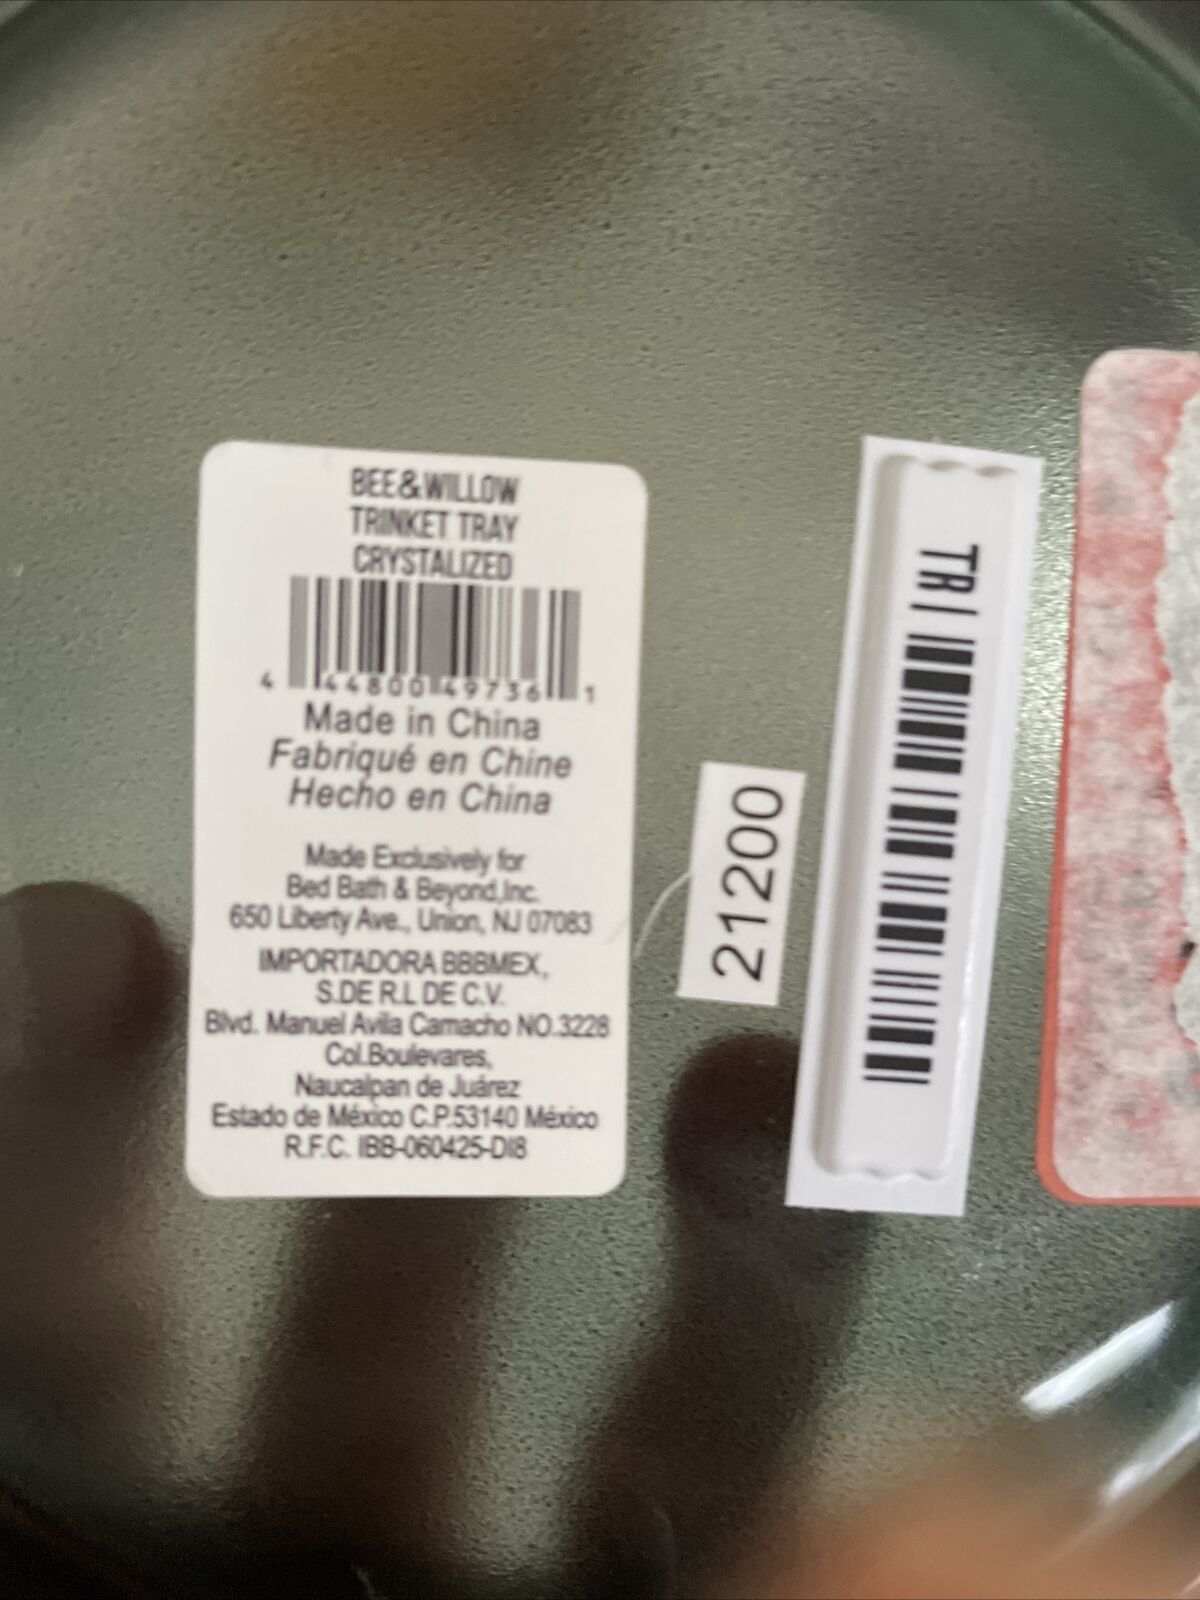 BEE&WILLOW
TRINKET TRAY
CRYSTALIZED
4 44800 49736 1
Made in China
Fabriqué en Chine
Hecho en China
Made Exclusively for
Bed Bath & Beyond,Inc.
650 Liberty Ave., Union, NJ 07083
IMPORTADORA BBBMEX,
S.DE R.L DE C.V.
Blvd. Manuel Avila Camacho NO.3228
Col.Boulevares,
Naucalpan de Juárez
Estado de México C.P.53140 México
R.F.C. IBB-060425-DI8
21200